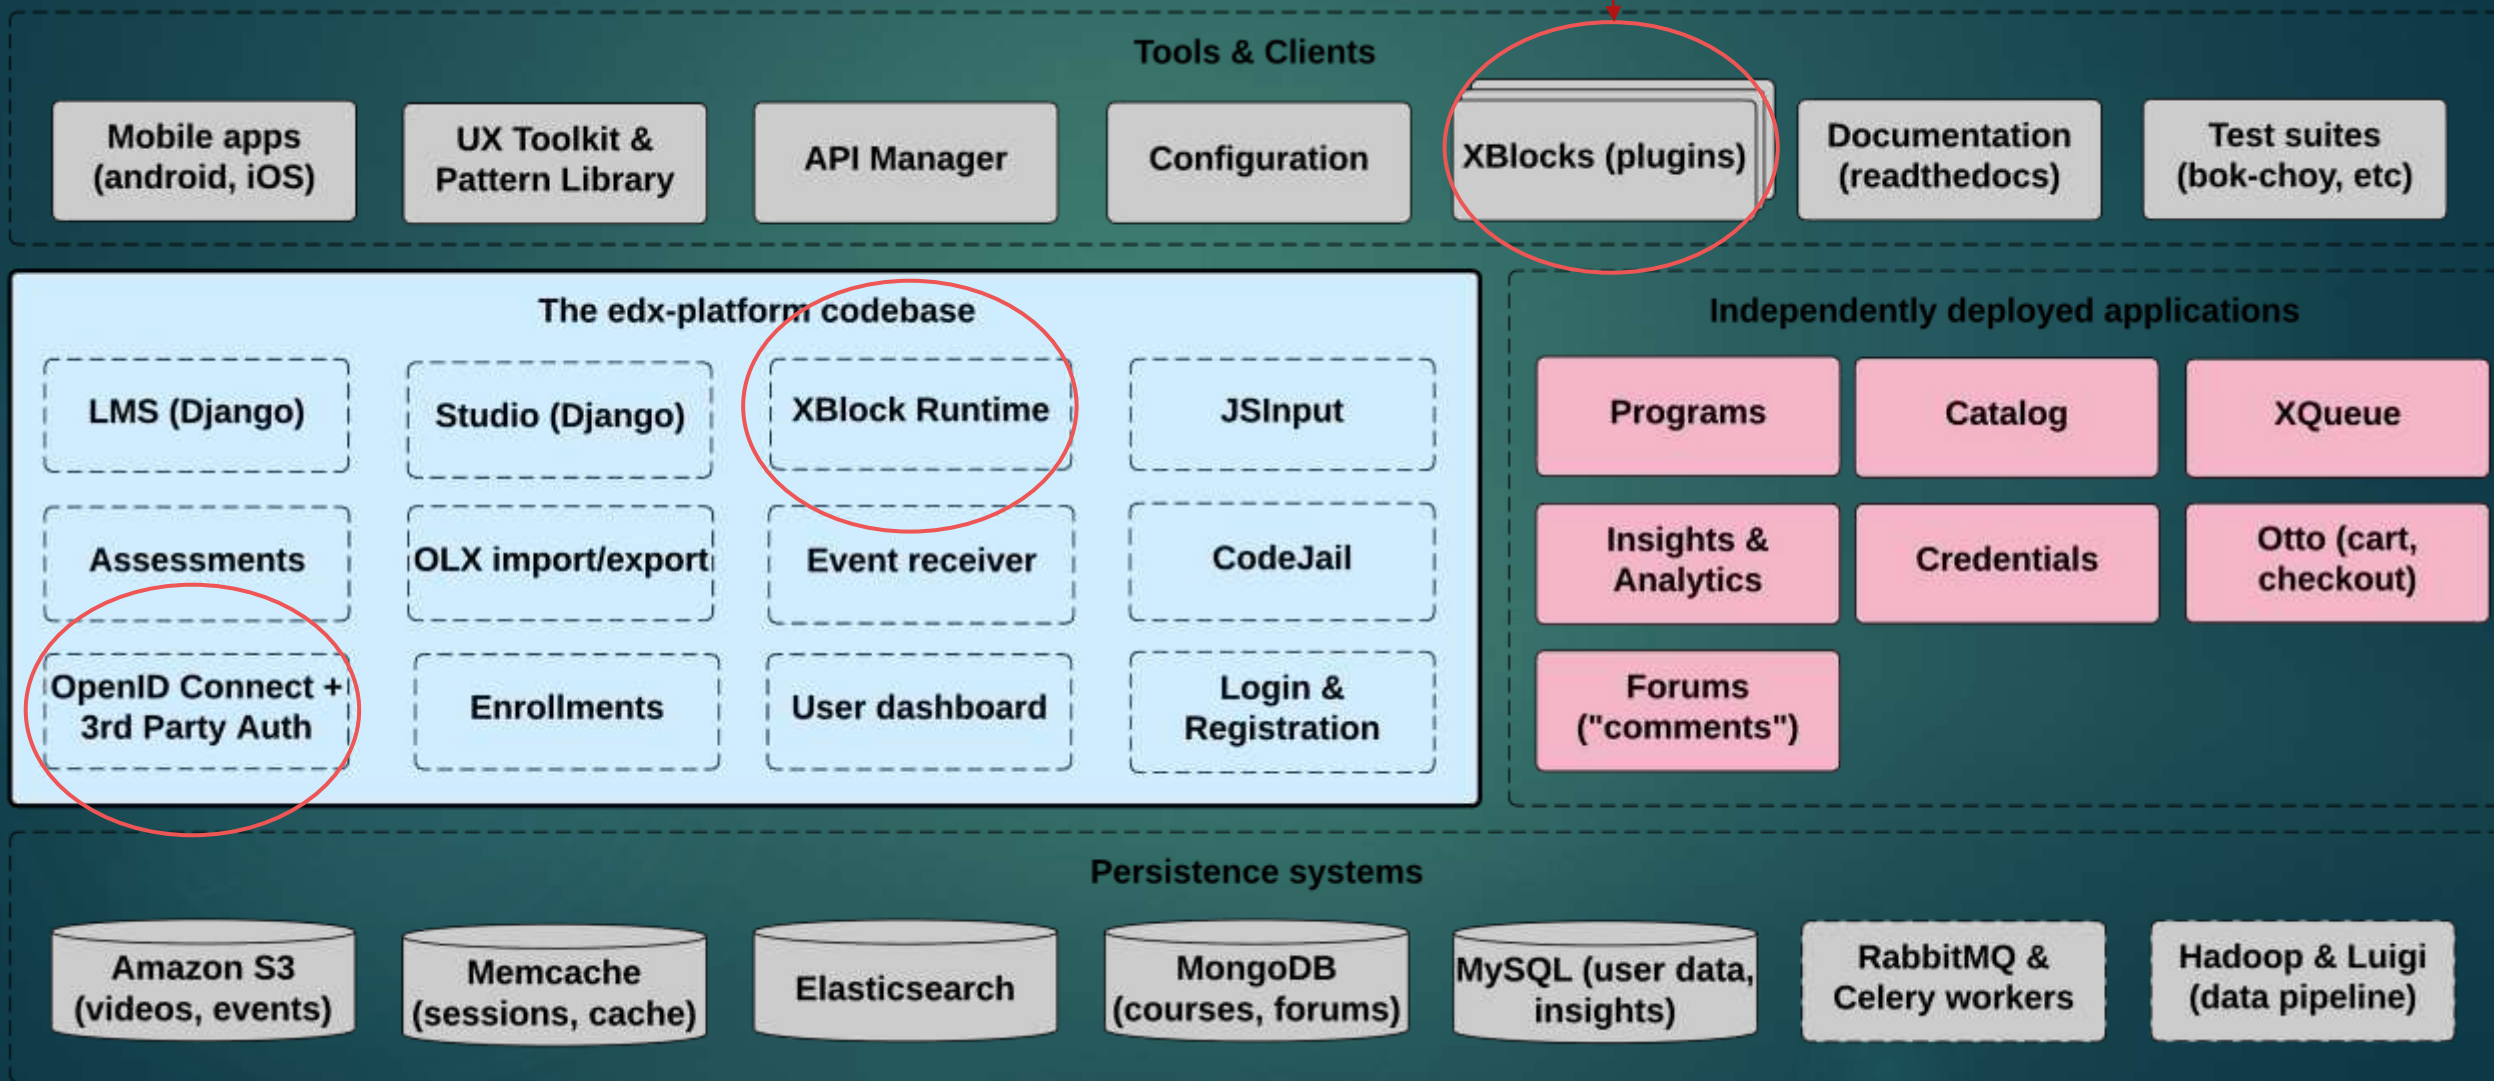 Tools & Clients
Mobile apps
(android, iOS)
UX Toolkit &
Pattern Library
API Manager
Configuration
XBlocks (plugins)
Documentation
(readthedocs)
Test suites
(bok-choy, etc)
The edx-platform codebase
LMS (Django)
Studio (Django)
XBlock Runtime
JSInput
Assessments
OLX import/export
Event receiver
CodeJail
OpenID Connect +
3rd Party Auth
Enrollments
User dashboard
Login &
Registration
Independently deployed applications
Programs
Catalog
XQueue
Insights &
Analytics
Credentials
Otto (cart,
checkout)
Forums
("comments")
Persistence systems
Amazon S3
(videos, events)
Memcache
(sessions, cache)
Elasticsearch
MongoDB
(courses, forums)
MySQL (user data,
insights)
RabbitMQ &
Celery workers
Hadoop & Luigi
(data pipeline)